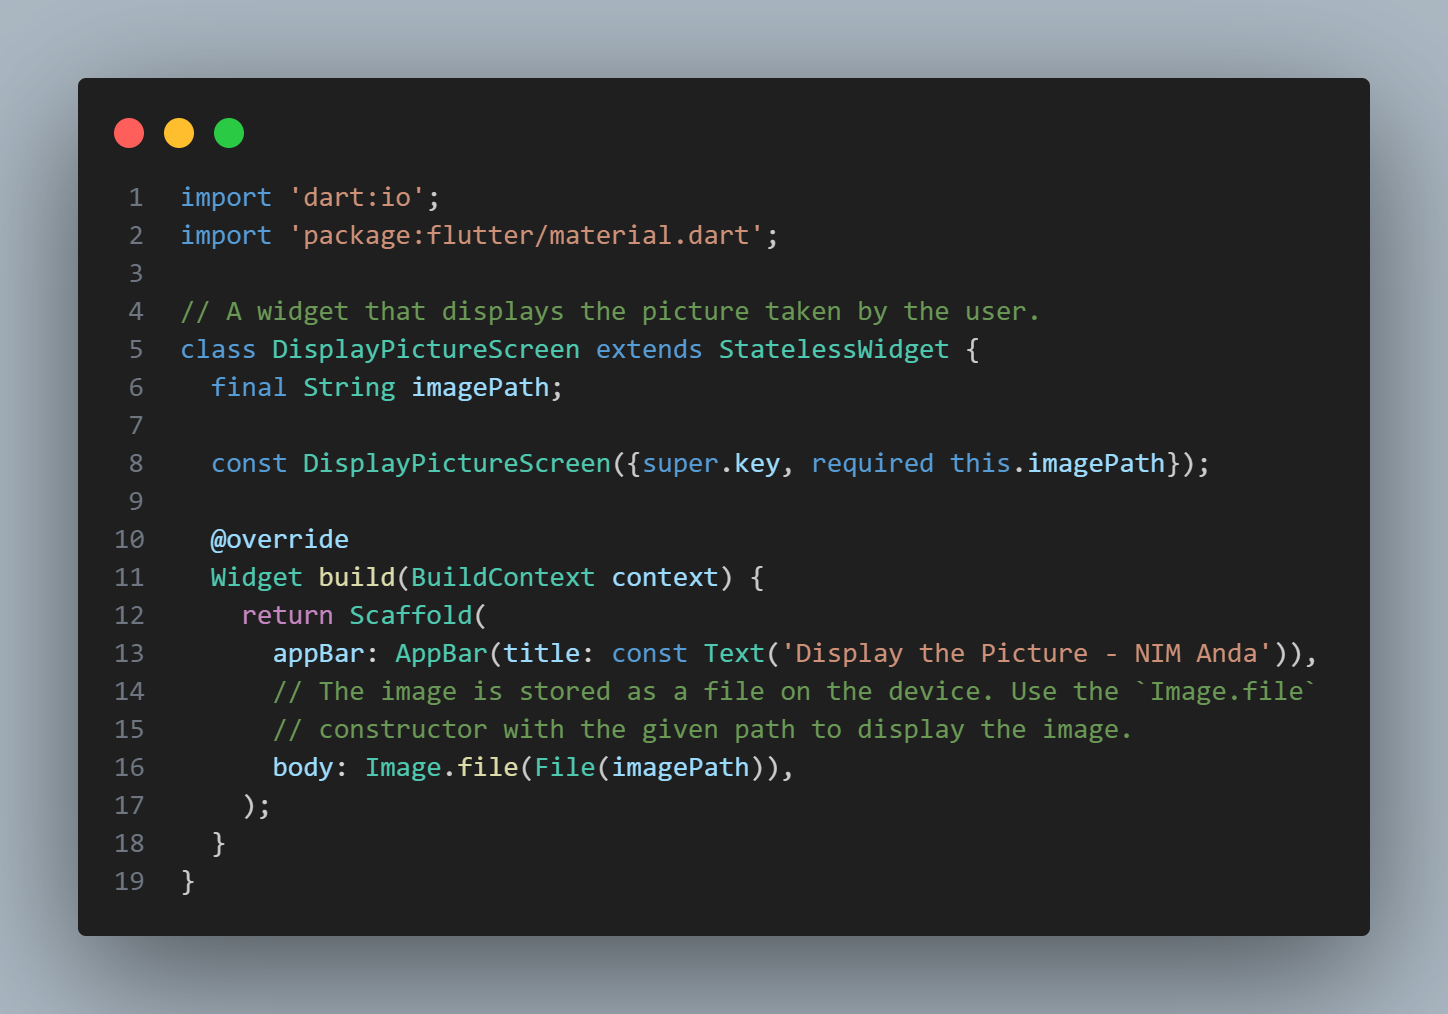 1 import 'dart:io';
2 import 'package:flutter/material.dart';
3
4 // A widget that displays the picture taken by the user.
5 class DisplayPictureScreen extends StatelessWidget {
6   final String imagePath;
7
8   const DisplayPictureScreen({super.key, required this.imagePath});
9
10   @override
11   Widget build(BuildContext context) {
12     return Scaffold(
13       appBar: AppBar(title: const Text('Display the Picture - NIM Anda')),
14       // The image is stored as a file on the device. Use the `Image.file`
15       // constructor with the given path to display the image.
16       body: Image.file(File(imagePath)),
17     );
18   }
19 }